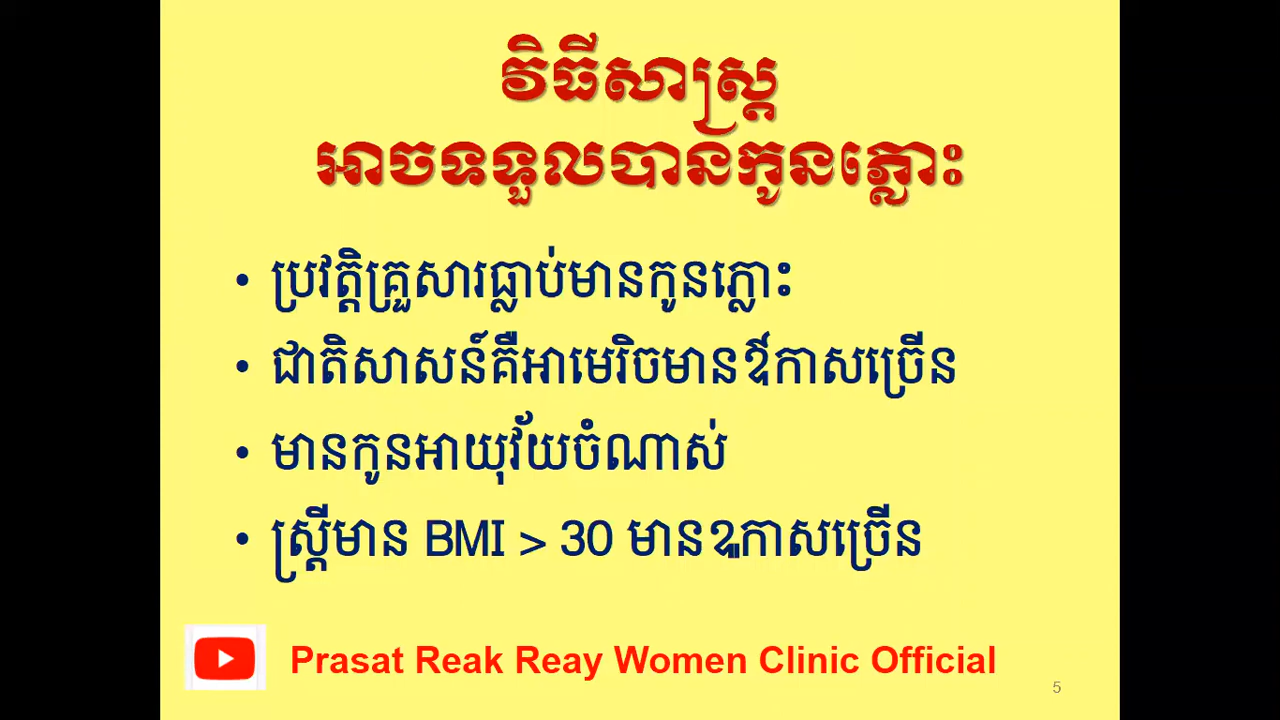 វិធីសាស្ត្រ
អាចទទួលបានកូនភ្លោះ
• ប្រវត្តិគ្រួសារធ្លាប់មានកូនភ្លោះ
• ជាតិសាសន៍គឺអាមេរិចមានឳកាសច្រើន
• មានកូនអាយុវ័យចំណាស់
• ស្ត្រីមាន BMI > 30 មានឩកាសច្រើន
Prasat Reak Reay Women Clinic Official
5